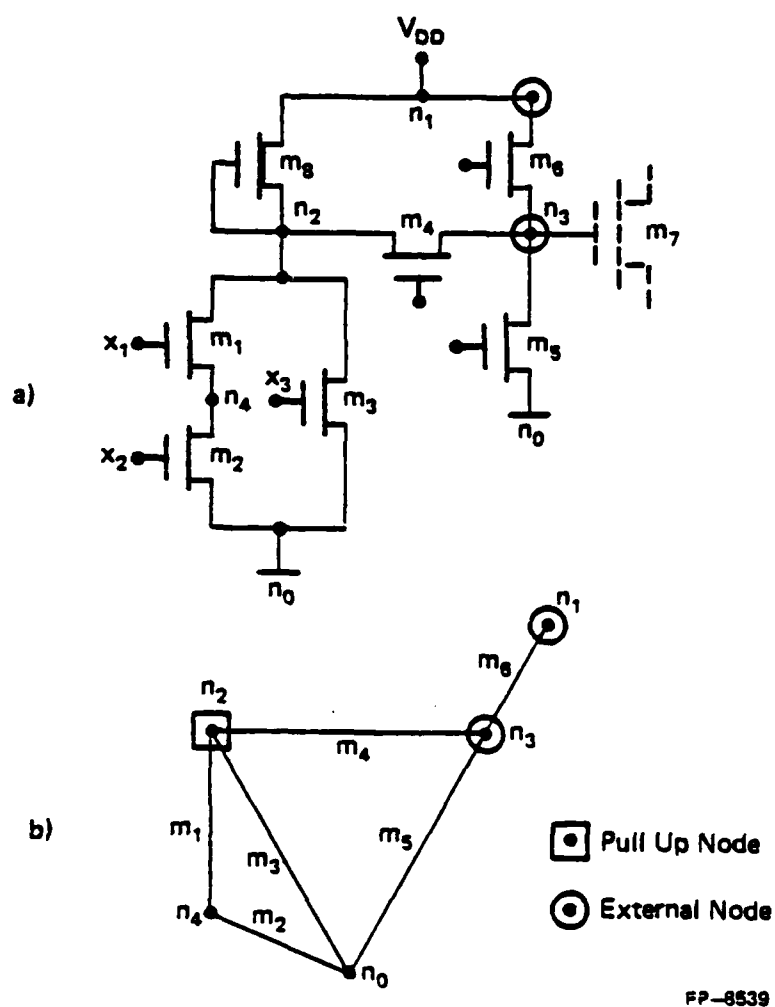 V_DD
n₁
m₈
m₆
n₂
m₄
n₃
m₇
x₁
m₁
m₅
a)
n₄
x₃
m₃
n₀
x₂
m₂
n₀
n₁
m₆
n₂
n₃
m₄
b)
m₁
m₃
m₅
Pull Up Node
n₄
m₂
External Node
n₀
FP-8539